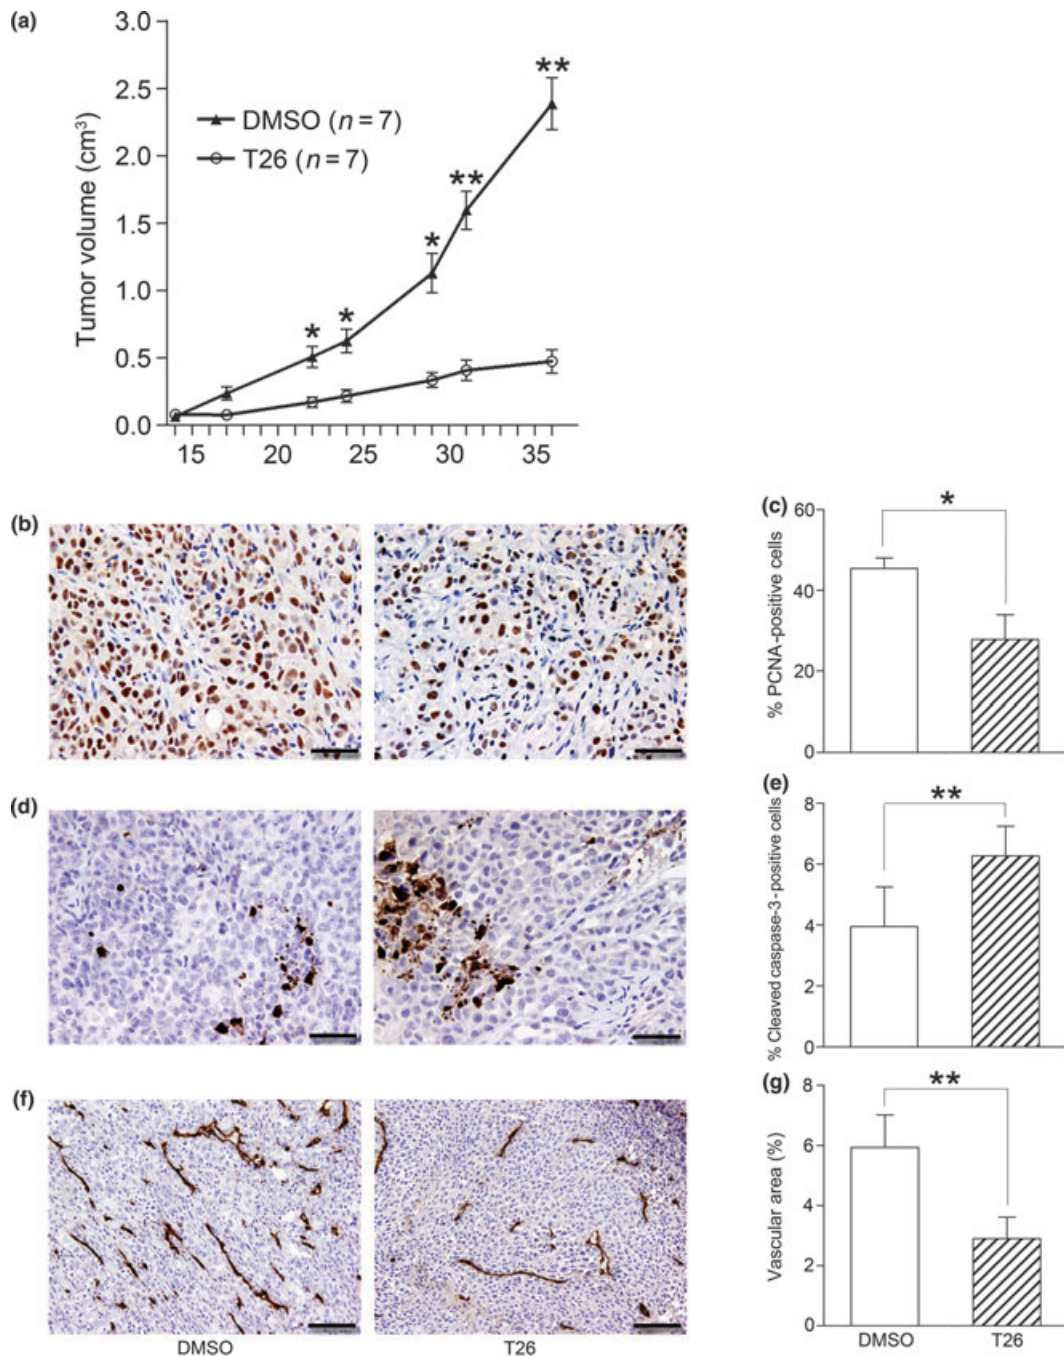 (a)
Tumor volume (cm³)
3.0
2.5
2.0
1.5
1.0
0.5
0.0
DMSO (n = 7)
T26 (n = 7)
*
*
*
**
**
15 20 25 30 35
(b)
(c)
% PCNA-positive cells
60
40
20
0
*
(d)
(e)
% Cleaved caspase-3-positive cells
8
6
4
2
0
**
(f)
DMSO T26
(g)
Vascular area (%)
8
6
4
2
0
**
DMSO T26